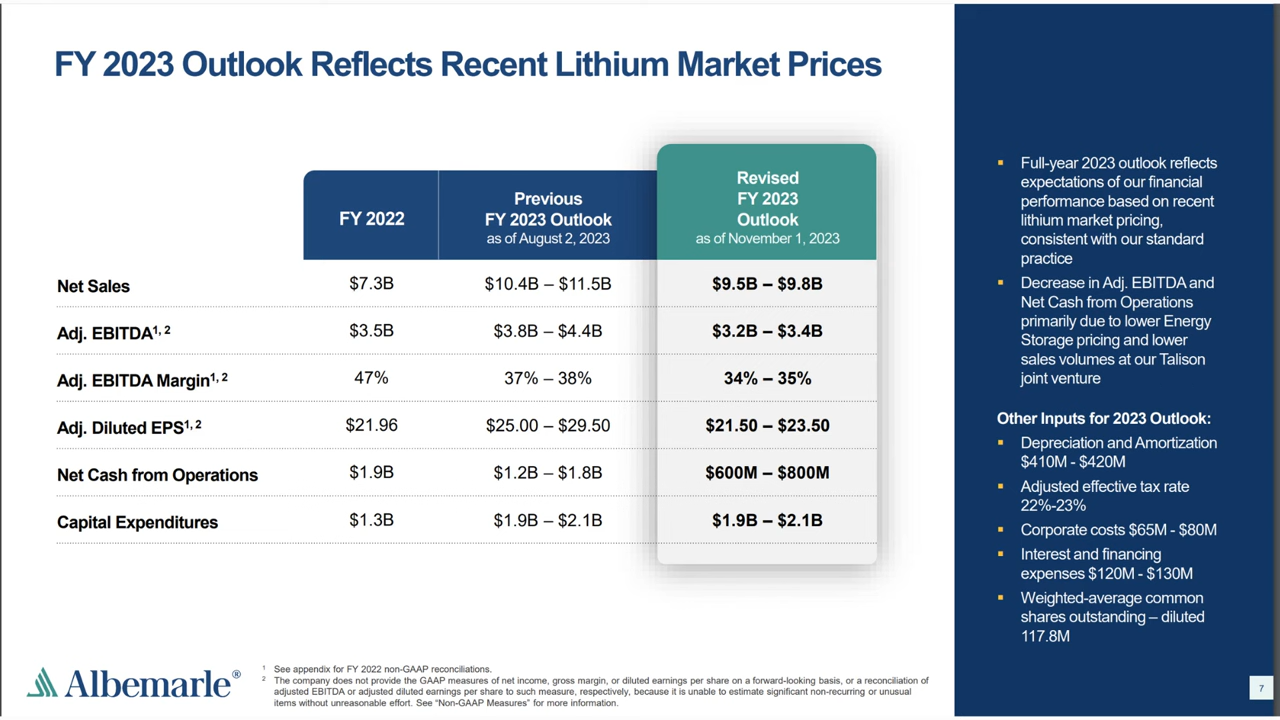 FY 2023 Outlook Reflects Recent Lithium Market Prices
FY 2022
Previous
FY 2023 Outlook
as of August 2, 2023
Revised
FY 2023
Outlook
as of November 1, 2023
Net Sales $7.3B $10.4B – $11.5B $9.5B – $9.8B
Adj. EBITDA1, 2 $3.5B $3.8B – $4.4B $3.2B – $3.4B
Adj. EBITDA Margin1, 2 47% 37% – 38% 34% – 35%
Adj. Diluted EPS1, 2 $21.96 $25.00 – $29.50 $21.50 – $23.50
Net Cash from Operations $1.9B $1.2B – $1.8B $600M – $800M
Capital Expenditures $1.3B $1.9B – $2.1B $1.9B – $2.1B
▪ Full-year 2023 outlook reflects
expectations of our financial
performance based on recent
lithium market pricing,
consistent with our standard
practice
▪ Decrease in Adj. EBITDA and
Net Cash from Operations
primarily due to lower Energy
Storage pricing and lower
sales volumes at our Talison
joint venture
Other Inputs for 2023 Outlook:
▪ Depreciation and Amortization
$410M - $420M
▪ Adjusted effective tax rate
22%-23%
▪ Corporate costs $65M - $80M
▪ Interest and financing
expenses $120M - $130M
▪ Weighted-average common
shares outstanding – diluted
117.8M
Albemarle®
1 See appendix for FY 2022 non-GAAP reconciliations.
2 The company does not provide the GAAP measures of net income, gross margin, or diluted earnings per share on a forward-looking basis, or a reconciliation of
adjusted EBITDA or adjusted diluted earnings per share to such measure, respectively, because it is unable to estimate significant non-recurring or unusual
items without unreasonable effort. See “Non-GAAP Measures” for more information.
7